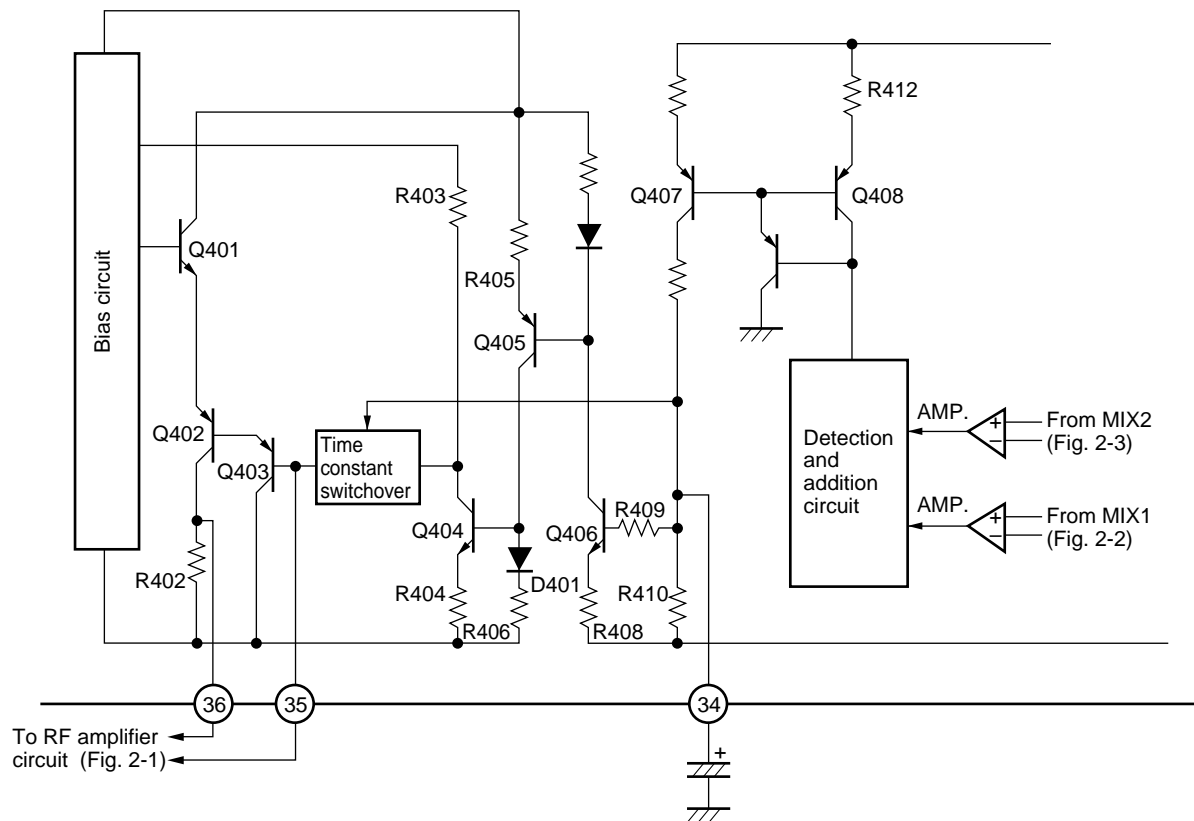 R412
Q407
Q408
R403
Q401
R405
Q405
Bias circuit
Q402
Q403
Time
constant
switchover
Detection
and
addition
circuit
AMP.
+
−
From MIX2
(Fig. 2-3)
AMP.
+
−
From MIX1
(Fig. 2-2)
Q404
Q406
R409
R402
R404
R406
D401
R408
R410
36
35
34
To RF amplifier
circuit (Fig. 2-1)
+